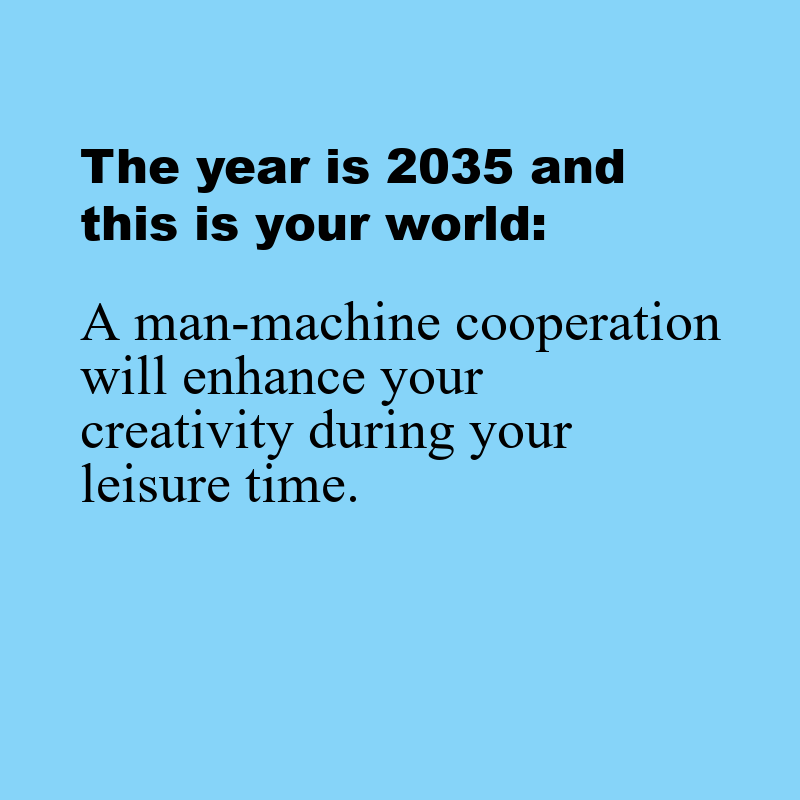 The year is 2035 and
this is your world:
A man-machine cooperation
will enhance your
creativity during your
leisure time.